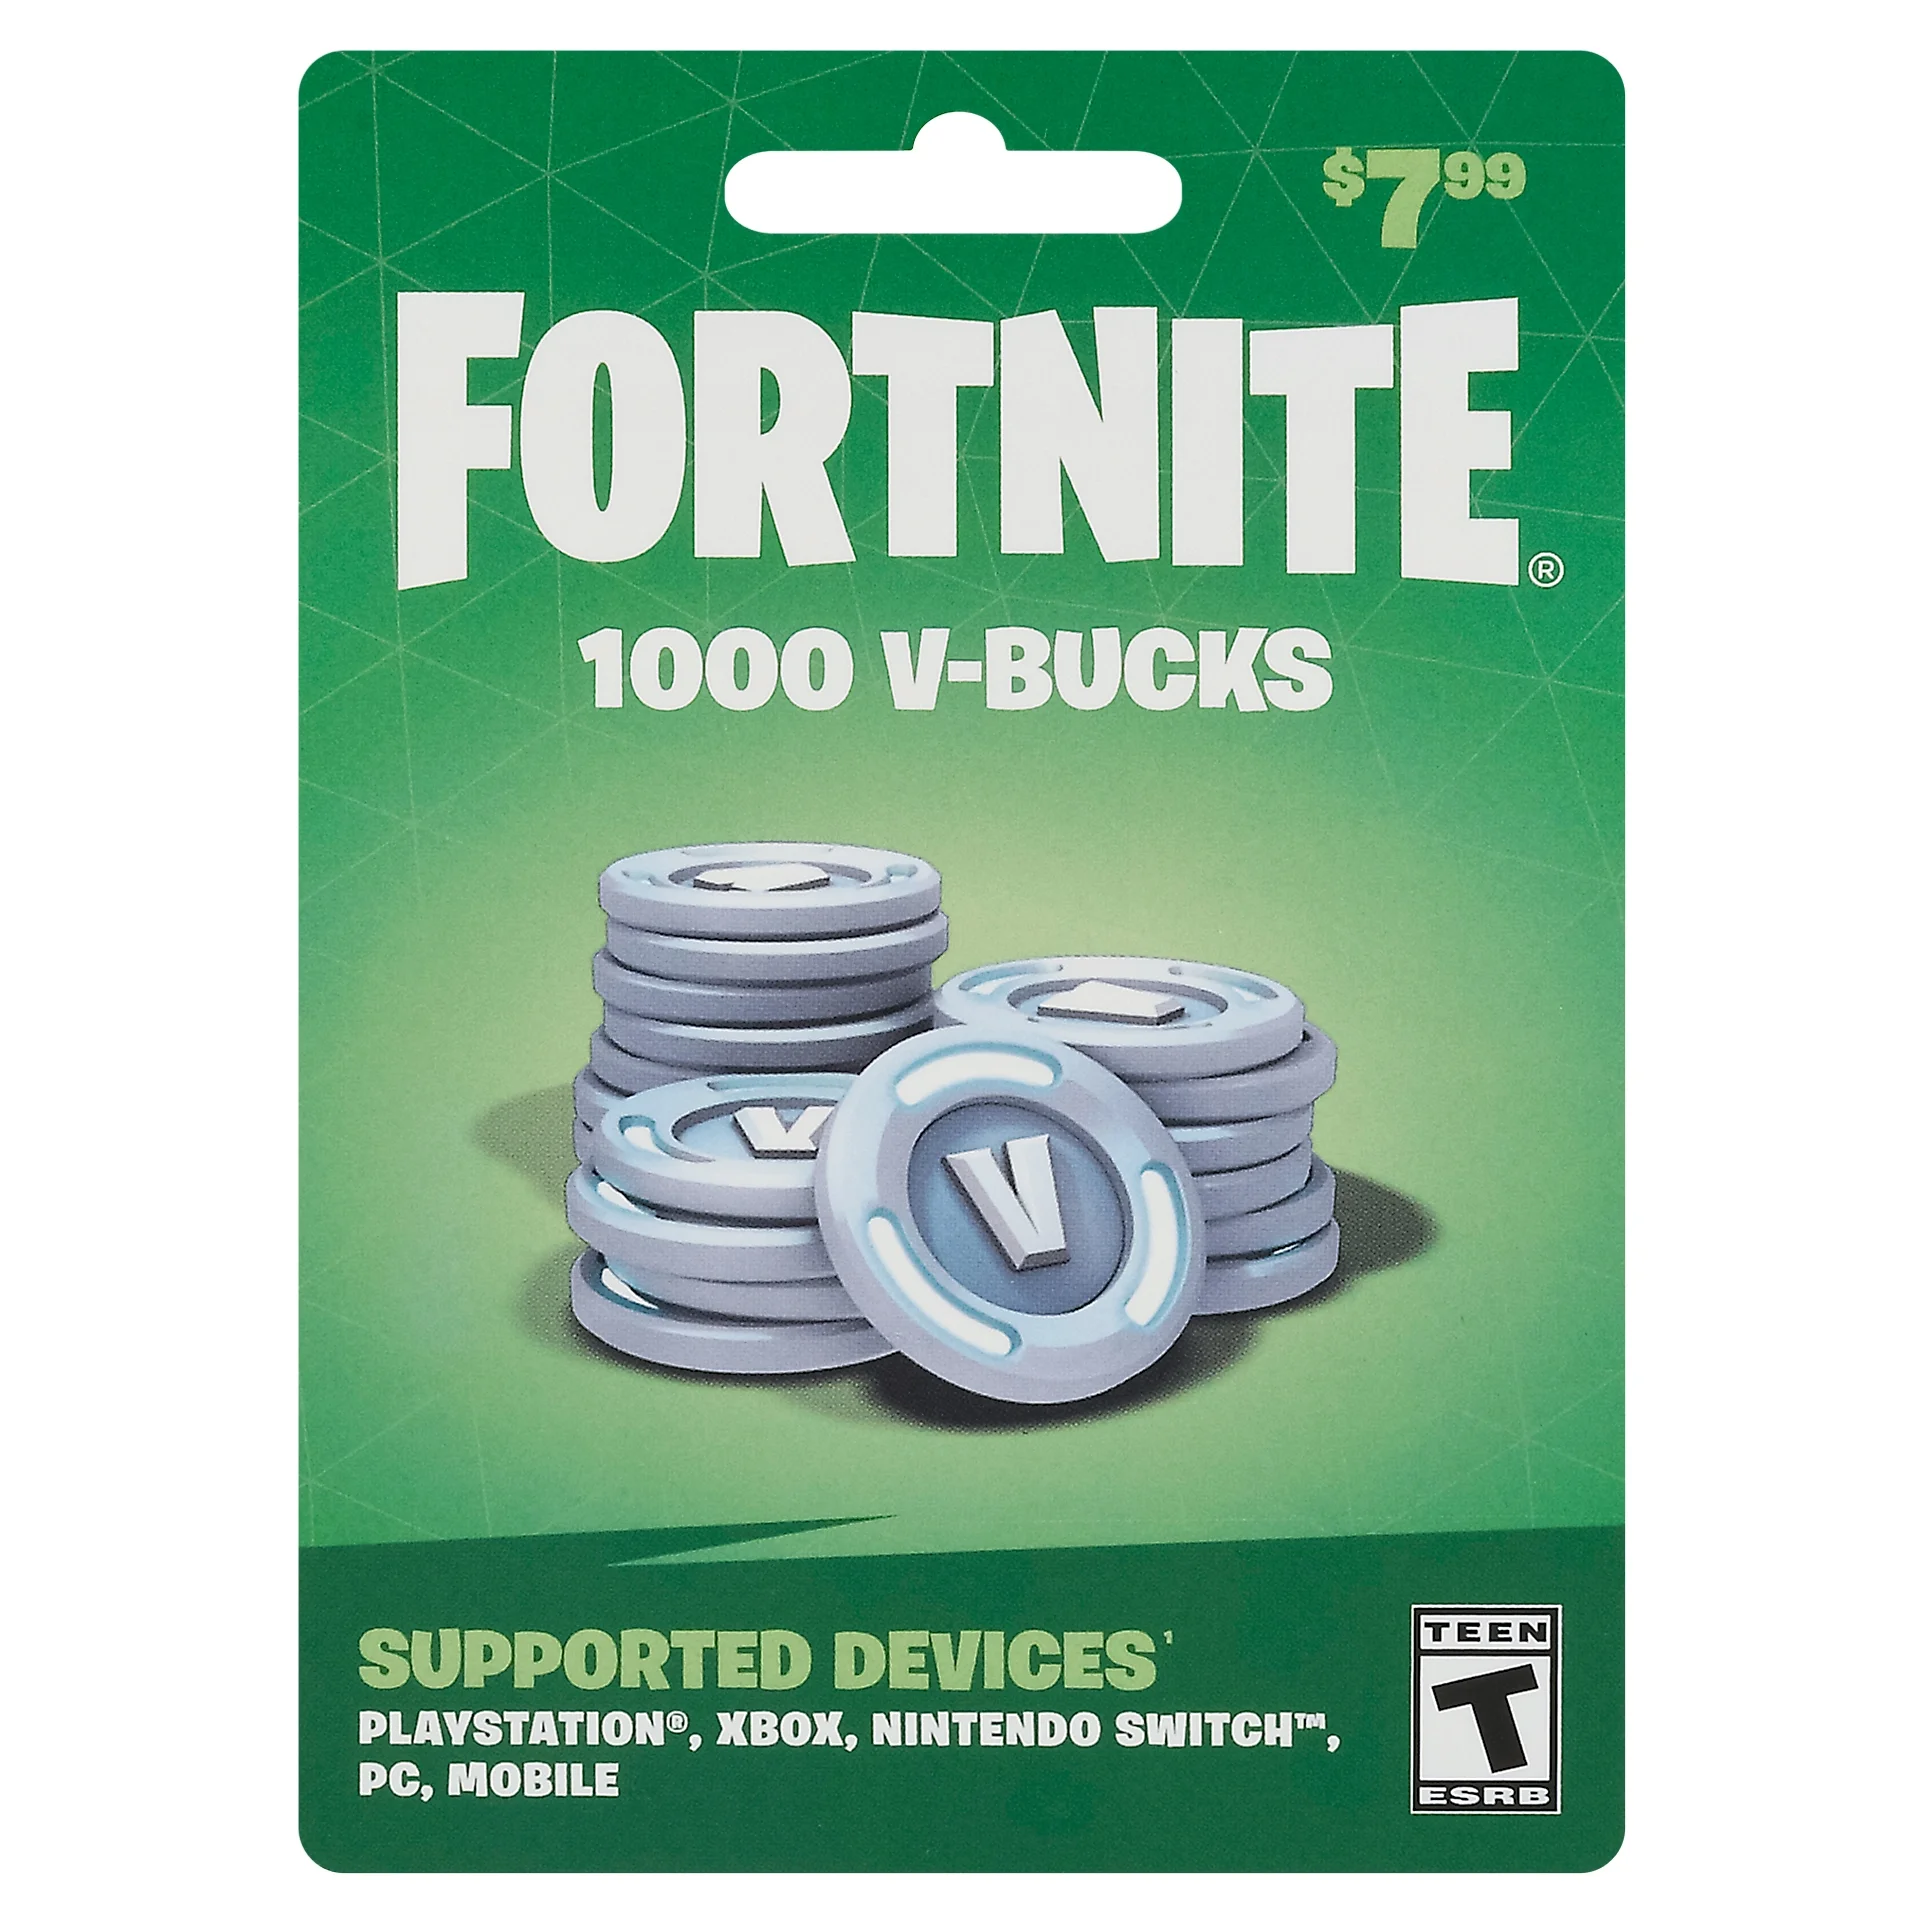 $7.99
FORTNITE®
1000 V-BUCKS
V
V
SUPPORTED DEVICES¹
PLAYSTATION®, XBOX, NINTENDO SWITCH™,
PC, MOBILE
TEEN
T
ESRB